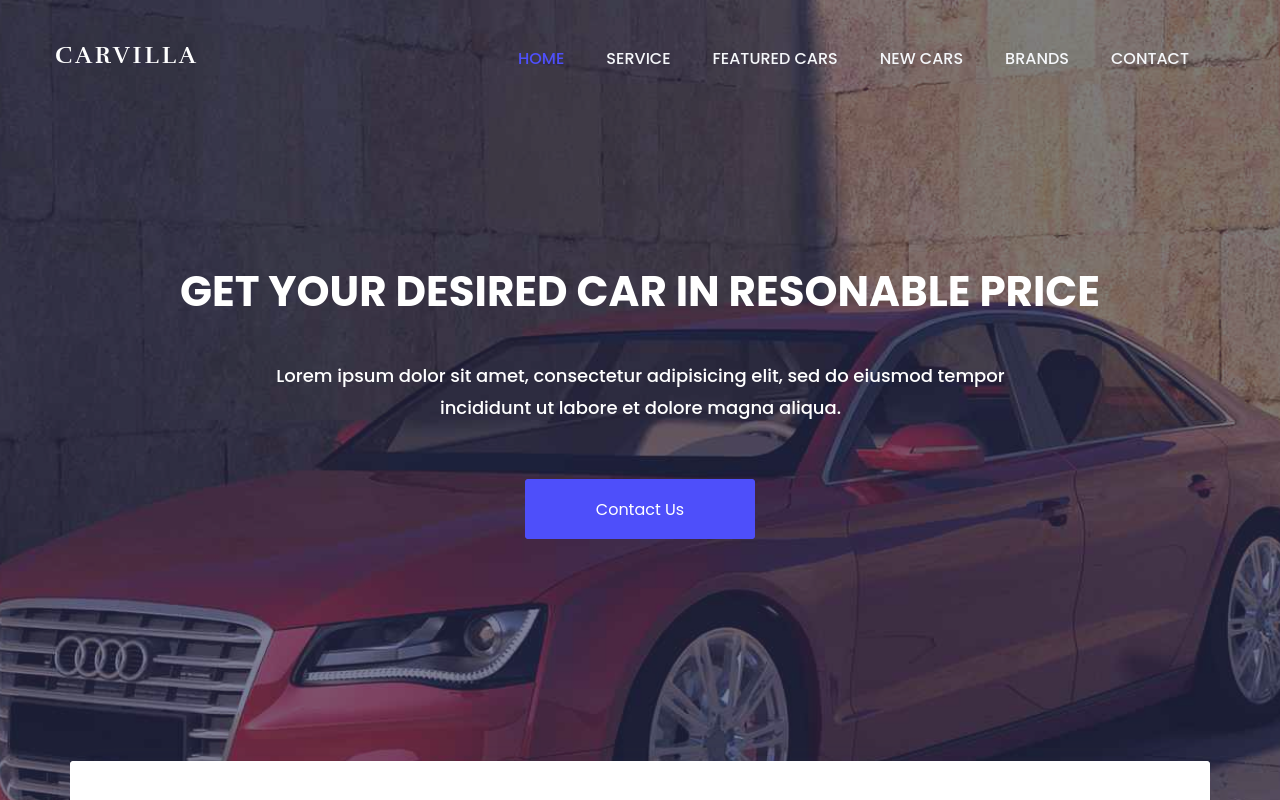 CARVILLA
HOME SERVICE FEATURED CARS NEW CARS BRANDS CONTACT
GET YOUR DESIRED CAR IN RESONABLE PRICE
Lorem ipsum dolor sit amet, consectetur adipisicing elit, sed do eiusmod tempor
incididunt ut labore et dolore magna aliqua.
Contact Us